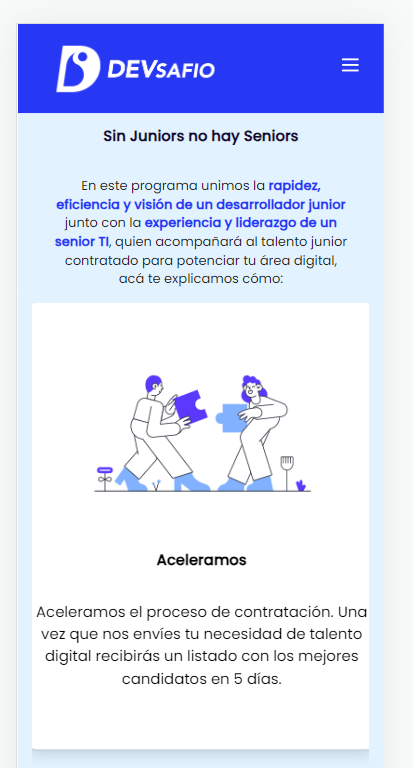 DEVSAFIO
Sin Juniors no hay Seniors
En este programa unimos la rapidez,
eficiencia y visión de un desarrollador junior
junto con la experiencia y liderazgo de un
senior TI, quien acompañará al talento junior
contratado para potenciar tu área digital,
acá te explicamos cómo:
Aceleramos
Aceleramos el proceso de contratación. Una
vez que nos envíes tu necesidad de talento
digital recibirás un listado con los mejores
candidatos en 5 días.